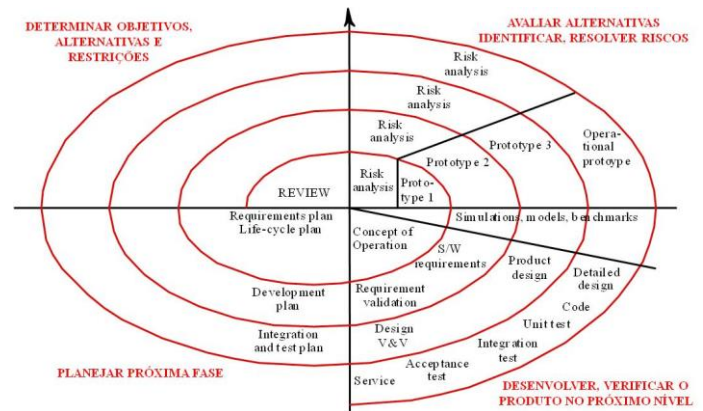 DETERMINAR OBJETIVOS,
ALTERNATIVAS E
RESTRIÇÕES
AVALIAR ALTERNATIVAS
IDENTIFICAR, RESOLVER RISCOS
Risk
analysis
Risk
analysis
Risk
analysis
Risk
analysis
Proto-
type 1
Prototype 2
Prototype 3
Opera-
tional
protoype
REVIEW
Requirements plan
Life-cycle plan
Concept of
Operation
Simulations, models, benchmarks
S/W
requirements
Product
design
Detailed
design
Development
plan
Requirement
validation
Code
Unit test
Integration
and test plan
Design
V&V
Integration
test
Acceptance
test
Service
PLANEJAR PRÓXIMA FASE
DESENVOLVER, VERIFICAR O
PRODUTO NO PRÓXIMO NÍVEL